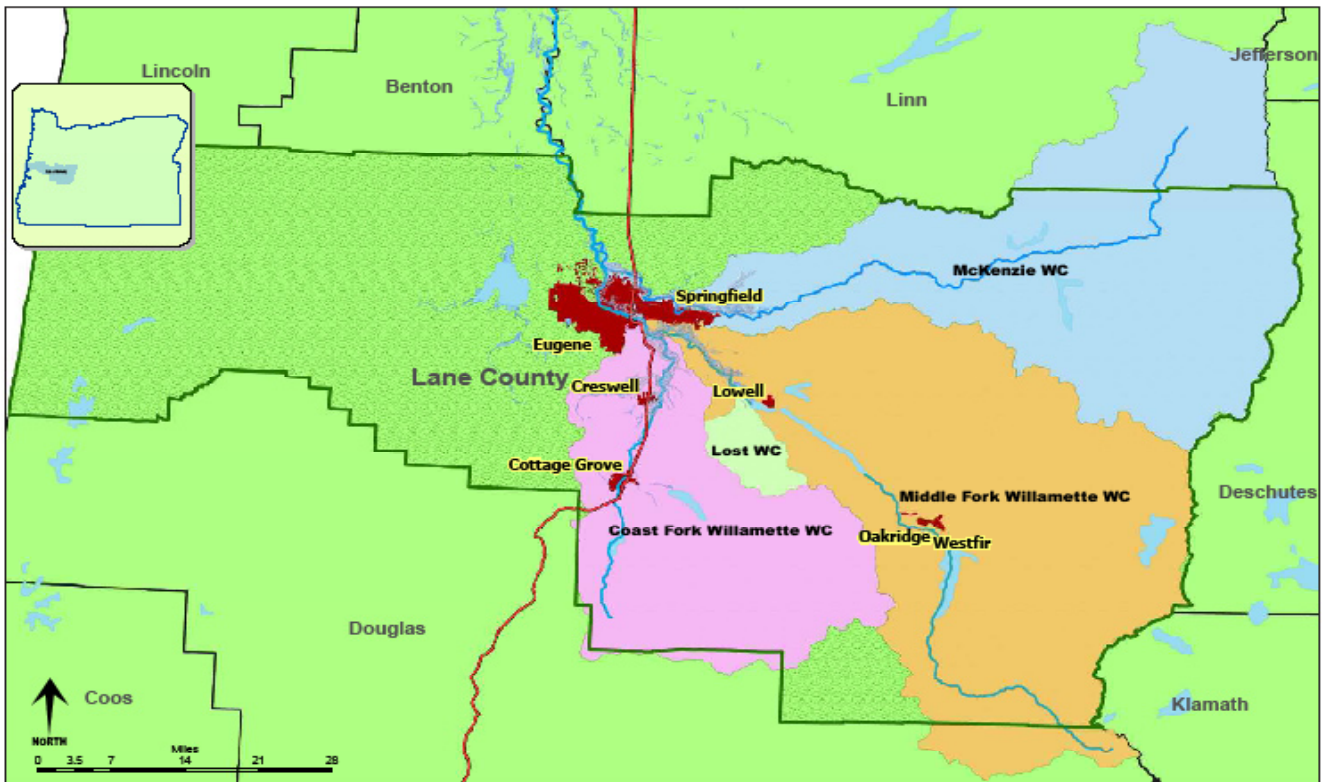 Lincoln
Benton
Linn
Jefferson
McKenzie WC
Springfield
Eugene
Lane County
Creswell
Lowell
Lost WC
Cottage Grove
Middle Fork Willamette WC
Deschutes
Coast Fork Willamette WC
Oakridge
Westfir
Douglas
Coos
Klamath
NORTH
Miles
0 3.5 7 14 21 28